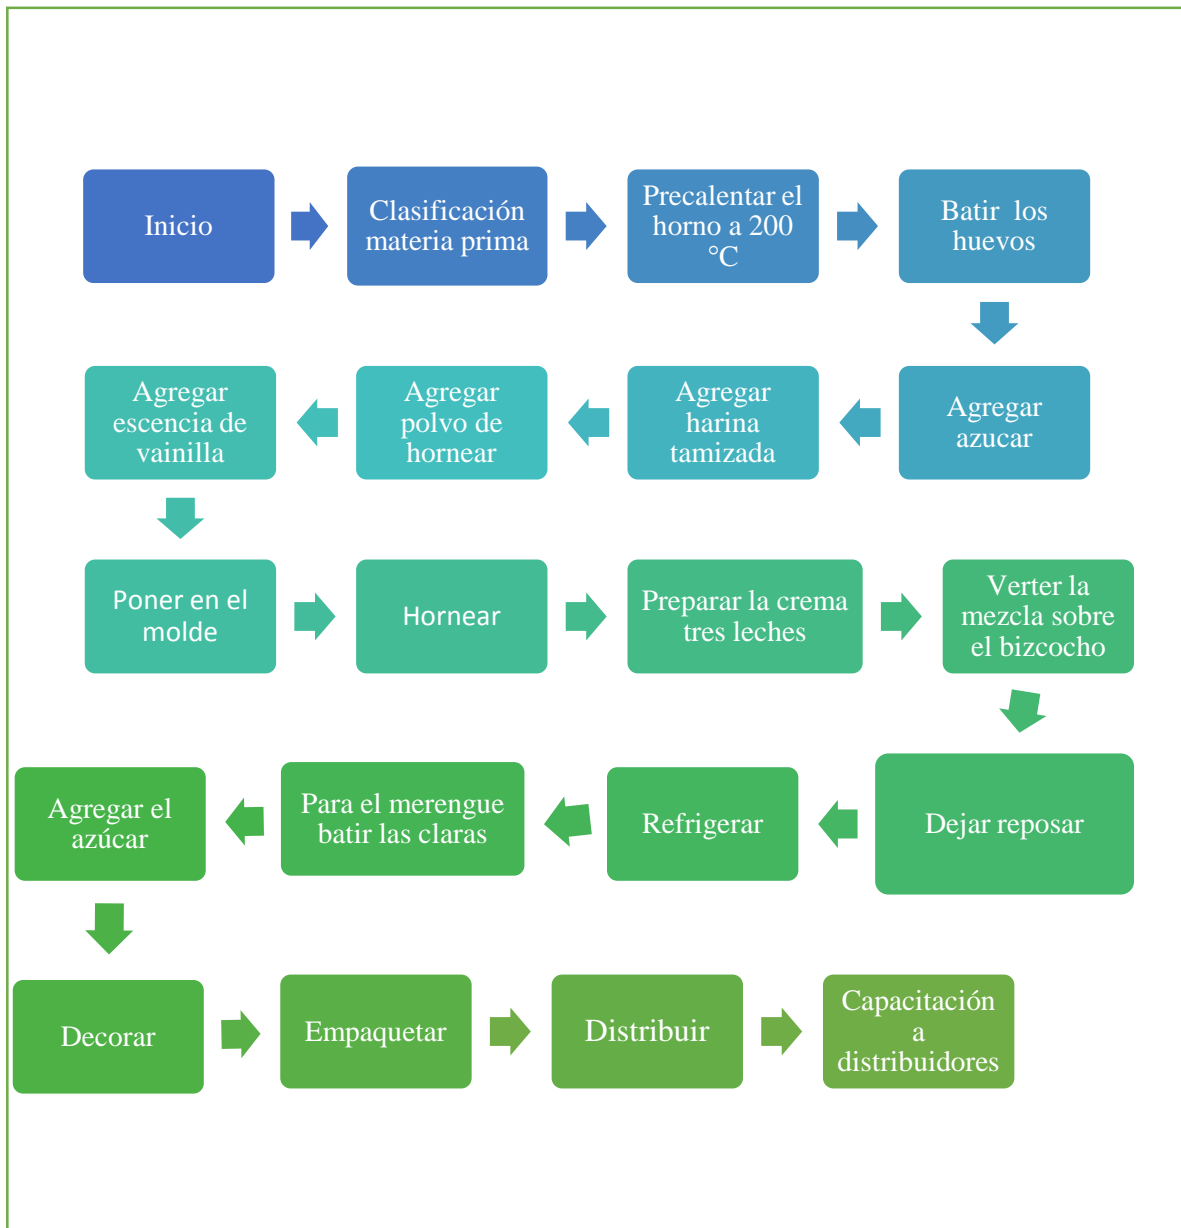 Inicio
Clasificación
materia prima
Precalentar el
horno a 200
°C
Batir los
huevos
Agregar
azucar
Agregar
harina
tamizada
Agregar
polvo de
hornear
Agregar
escencia de
vainilla
Poner en el
molde
Hornear
Preparar la crema
tres leches
Verter la
mezcla sobre
el bizcocho
Dejar reposar
Refrigerar
Para el merengue
batir las claras
Agregar el
azúcar
Decorar
Empaquetar
Distribuir
Capacitación
a
distribuidores